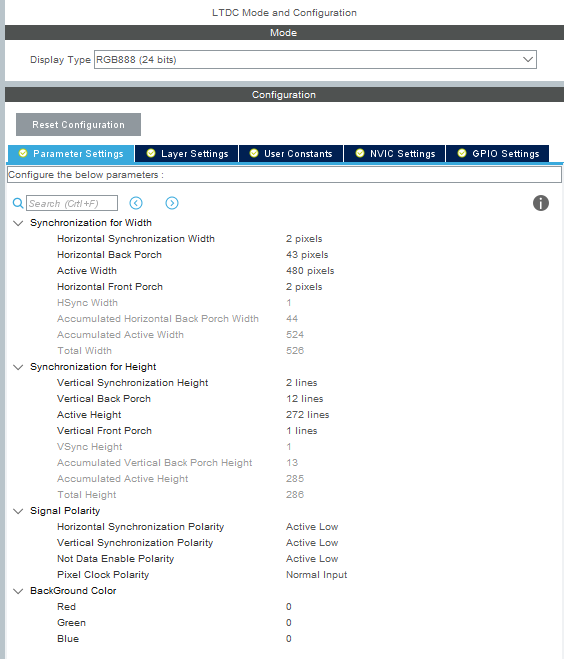 LTDC Mode and Configuration
Mode
Display Type RGB888 (24 bits)
Configuration
Reset Configuration
Parameter Settings Layer Settings User Constants NVIC Settings GPIO Settings
Configure the below parameters :
Search (Crtl+F)
Synchronization for Width
Horizontal Synchronization Width 2 pixels
Horizontal Back Porch 43 pixels
Active Width 480 pixels
Horizontal Front Porch 2 pixels
HSync Width 1
Accumulated Horizontal Back Porch Width 44
Accumulated Active Width 524
Total Width 526
Synchronization for Height
Vertical Synchronization Height 2 lines
Vertical Back Porch 12 lines
Active Height 272 lines
Vertical Front Porch 1 lines
VSync Height 1
Accumulated Vertical Back Porch Height 13
Accumulated Active Height 285
Total Height 286
Signal Polarity
Horizontal Synchronization Polarity Active Low
Vertical Synchronization Polarity Active Low
Not Data Enable Polarity Active Low
Pixel Clock Polarity Normal Input
BackGround Color
Red 0
Green 0
Blue 0